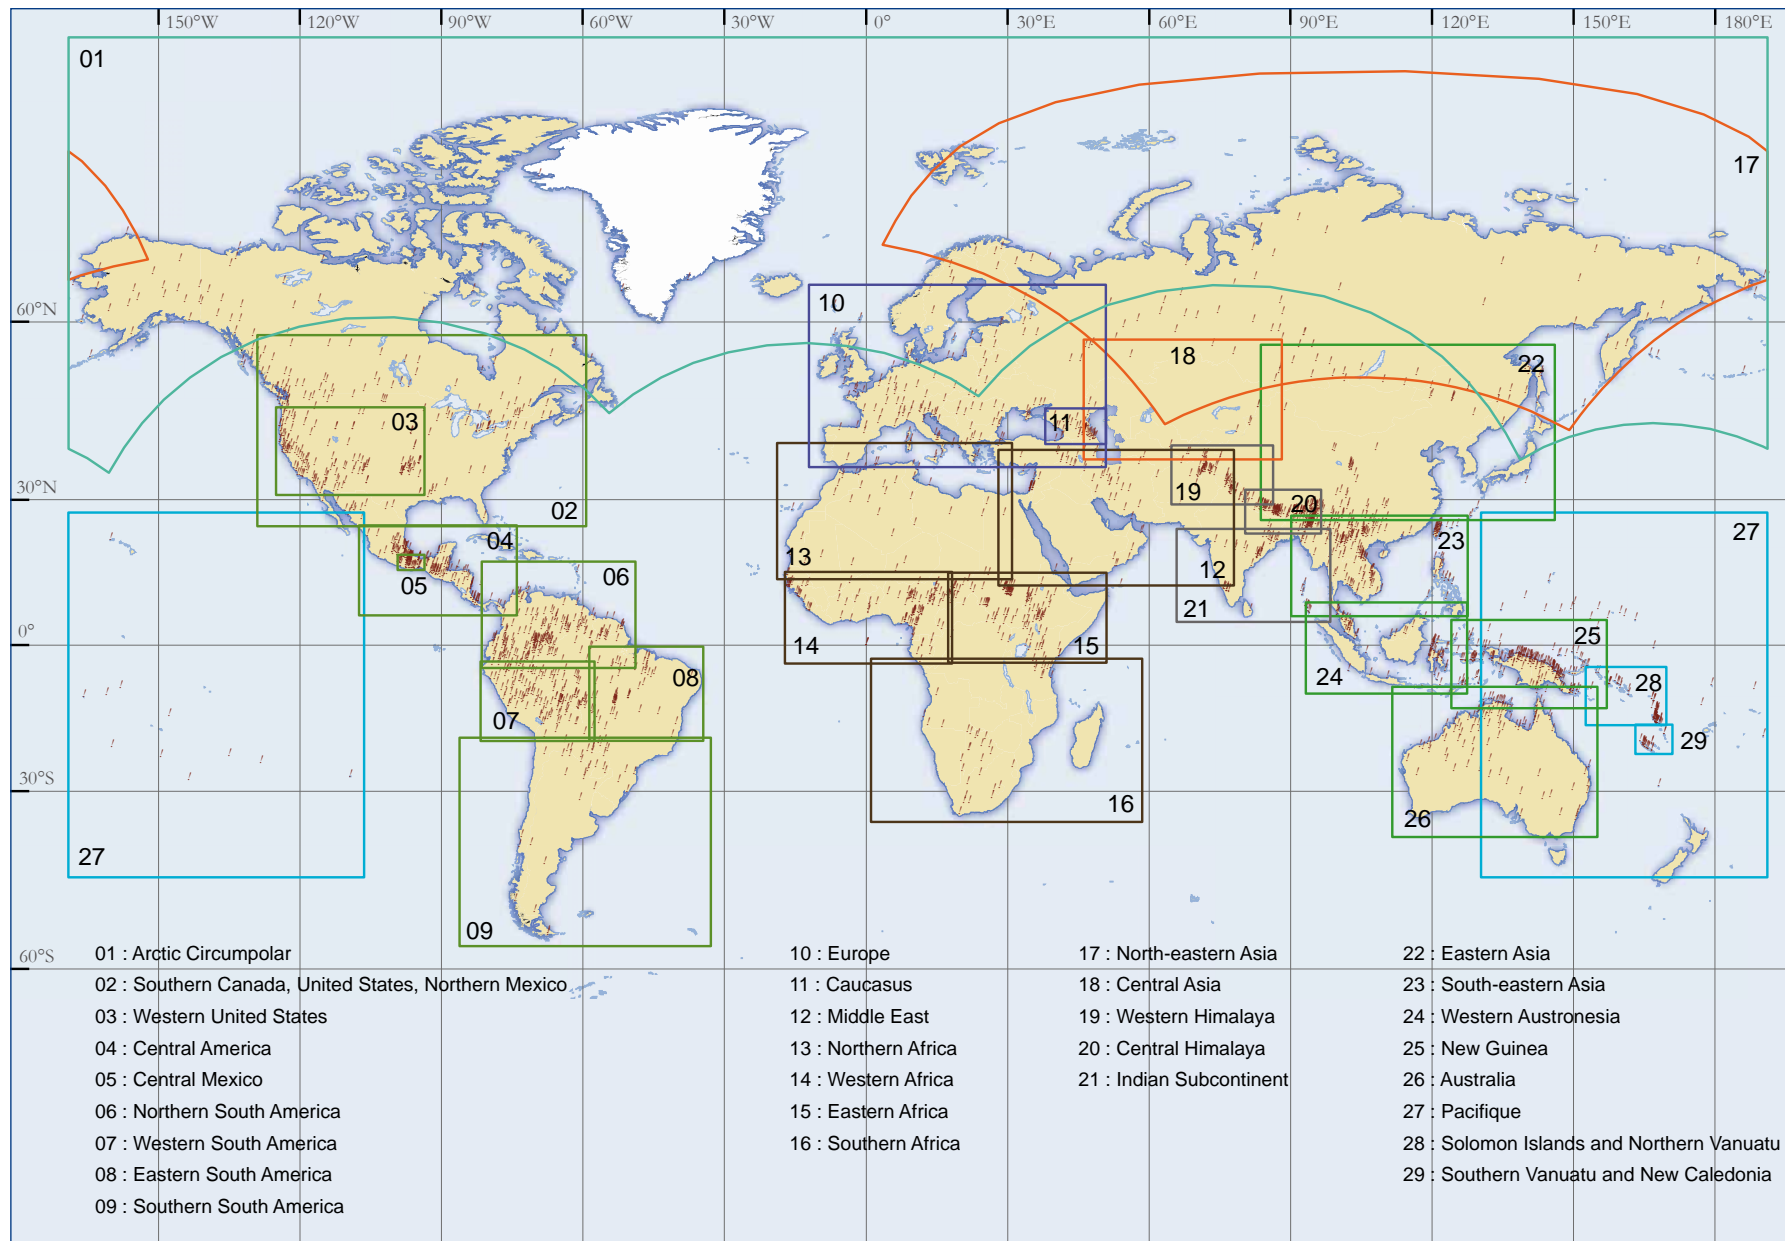 150°W 120°W 90°W 60°W 30°W 0° 30°E 60°E 90°E 120°E 150°E 180°E
01
17
10
60°N
18
22
11
03
19
30°N
20
02
27
04
23
13
12
05
06
21
0°
14
15
25
24
08
28
07
29
30°S
16
26
27
09
60°S
01 : Arctic Circumpolar
02 : Southern Canada, United States, Northern Mexico
03 : Western United States
04 : Central America
05 : Central Mexico
06 : Northern South America
07 : Western South America
08 : Eastern South America
09 : Southern South America
10 : Europe
11 : Caucasus
12 : Middle East
13 : Northern Africa
14 : Western Africa
15 : Eastern Africa
16 : Southern Africa
17 : North-eastern Asia
18 : Central Asia
19 : Western Himalaya
20 : Central Himalaya
21 : Indian Subcontinent
22 : Eastern Asia
23 : South-eastern Asia
24 : Western Austronesia
25 : New Guinea
26 : Australia
27 : Pacifique
28 : Solomon Islands and Northern Vanuatu
29 : Southern Vanuatu and New Caledonia